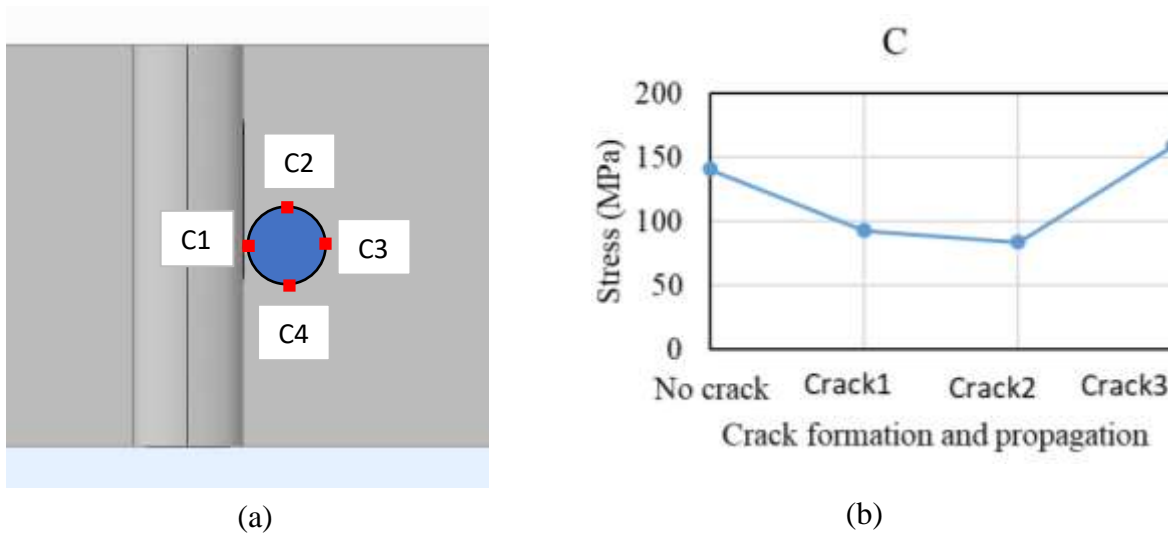 C2
C1
C3
C4
(a)
C
200
150
100
50
0
Stress (MPa)
No crack Crack1 Crack2 Crack3
Crack formation and propagation
(b)